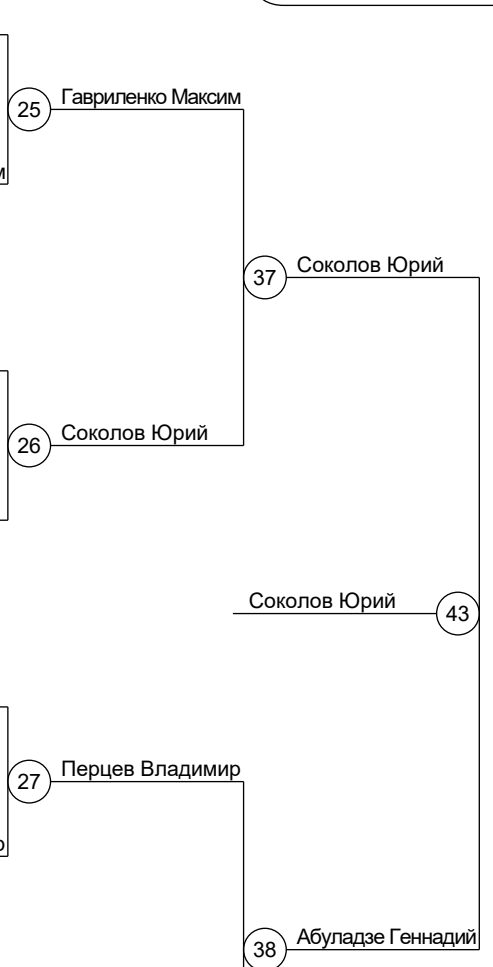 25 Гавриленко Максим
м
37 Соколов Юрий
26 Соколов Юрий
Соколов Юрий 43
27 Перцев Владимир
р
38 Абуладзе Геннадий